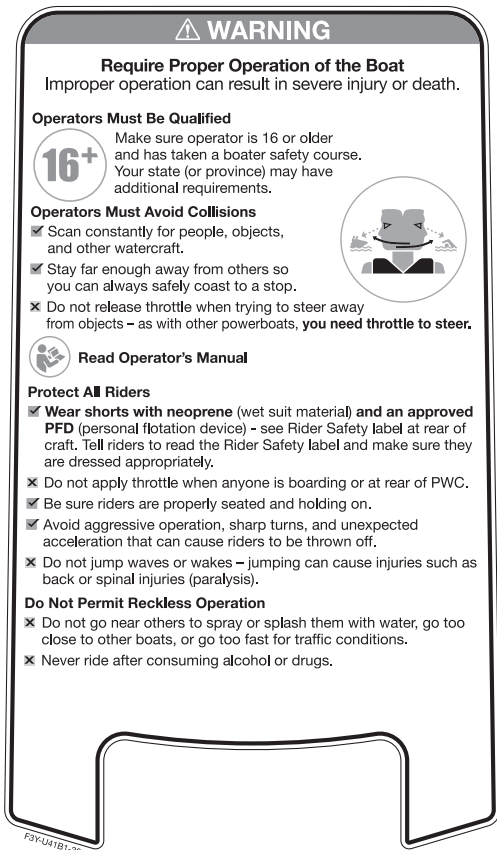 ⚠ WARNING
Require Proper Operation of the Boat
Improper operation can result in severe injury or death.
Operators Must Be Qualified
16+
Make sure operator is 16 or older
and has taken a boater safety course.
Your state (or province) may have
additional requirements.
Operators Must Avoid Collisions
Scan constantly for people, objects,
and other watercraft.
Stay far enough away from others so
you can always safely coast to a stop.
Do not release throttle when trying to steer away
from objects – as with other powerboats, you need throttle to steer.
Read Operator's Manual
Protect All Riders
Wear shorts with neoprene (wet suit material) and an approved
PFD (personal flotation device) - see Rider Safety label at rear of
craft. Tell riders to read the Rider Safety label and make sure they
are dressed appropriately.
Do not apply throttle when anyone is boarding or at rear of PWC.
Be sure riders are properly seated and holding on.
Avoid aggressive operation, sharp turns, and unexpected
acceleration that can cause riders to be thrown off.
Do not jump waves or wakes – jumping can cause injuries such as
back or spinal injuries (paralysis).
Do Not Permit Reckless Operation
Do not go near others to spray or splash them with water, go too
close to other boats, or go too fast for traffic conditions.
Never ride after consuming alcohol or drugs.